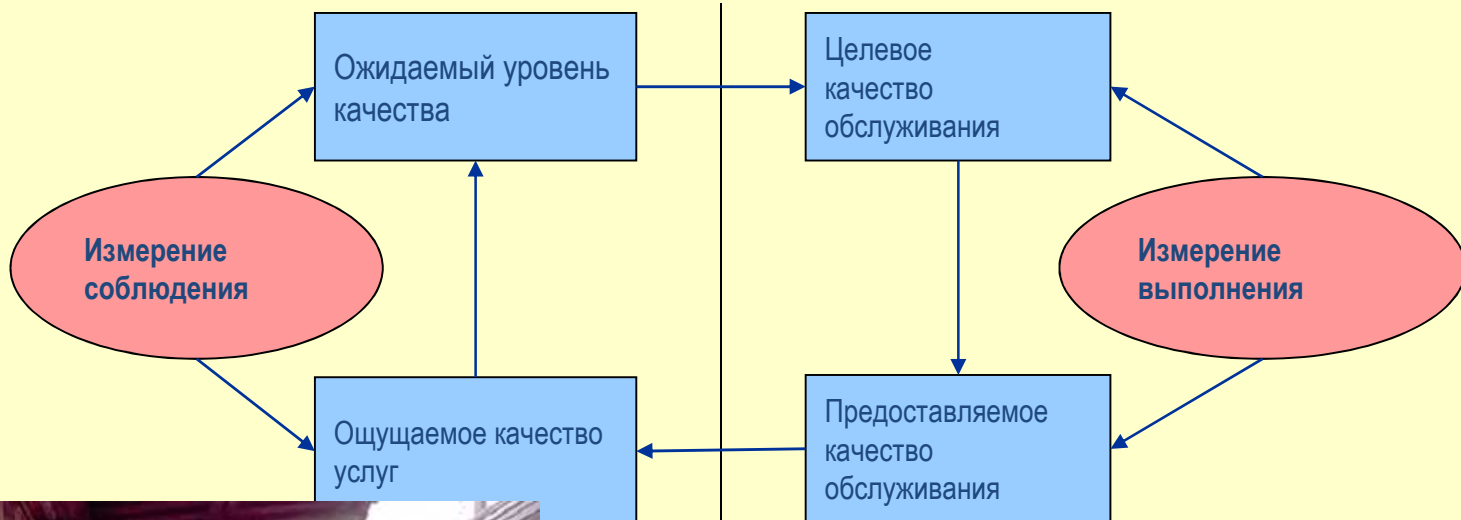 Ожидаемый уровень
качества
Целевое
качество
обслуживания
Измерение
соблюдения
Измерение
выполнения
Ощущаемое качество
услуг
Предоставляемое
качество
обслуживания